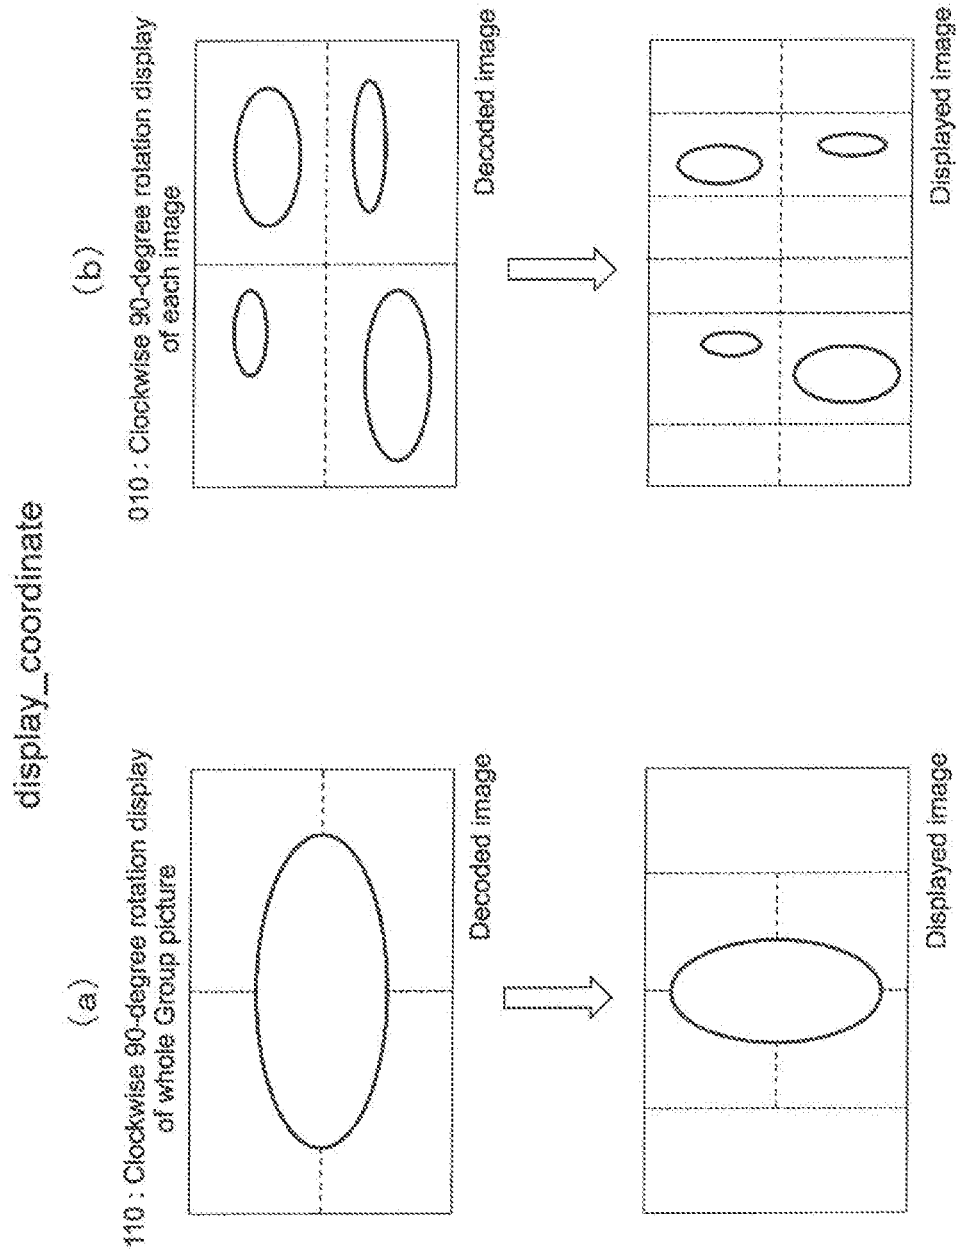 display_coordinate
(a)
110 : Clockwise 90-degree rotation display
of whole Group picture
Decoded image
Displayed image
(b)
010 : Clockwise 90-degree rotation display
of each image
Decoded image
Displayed image